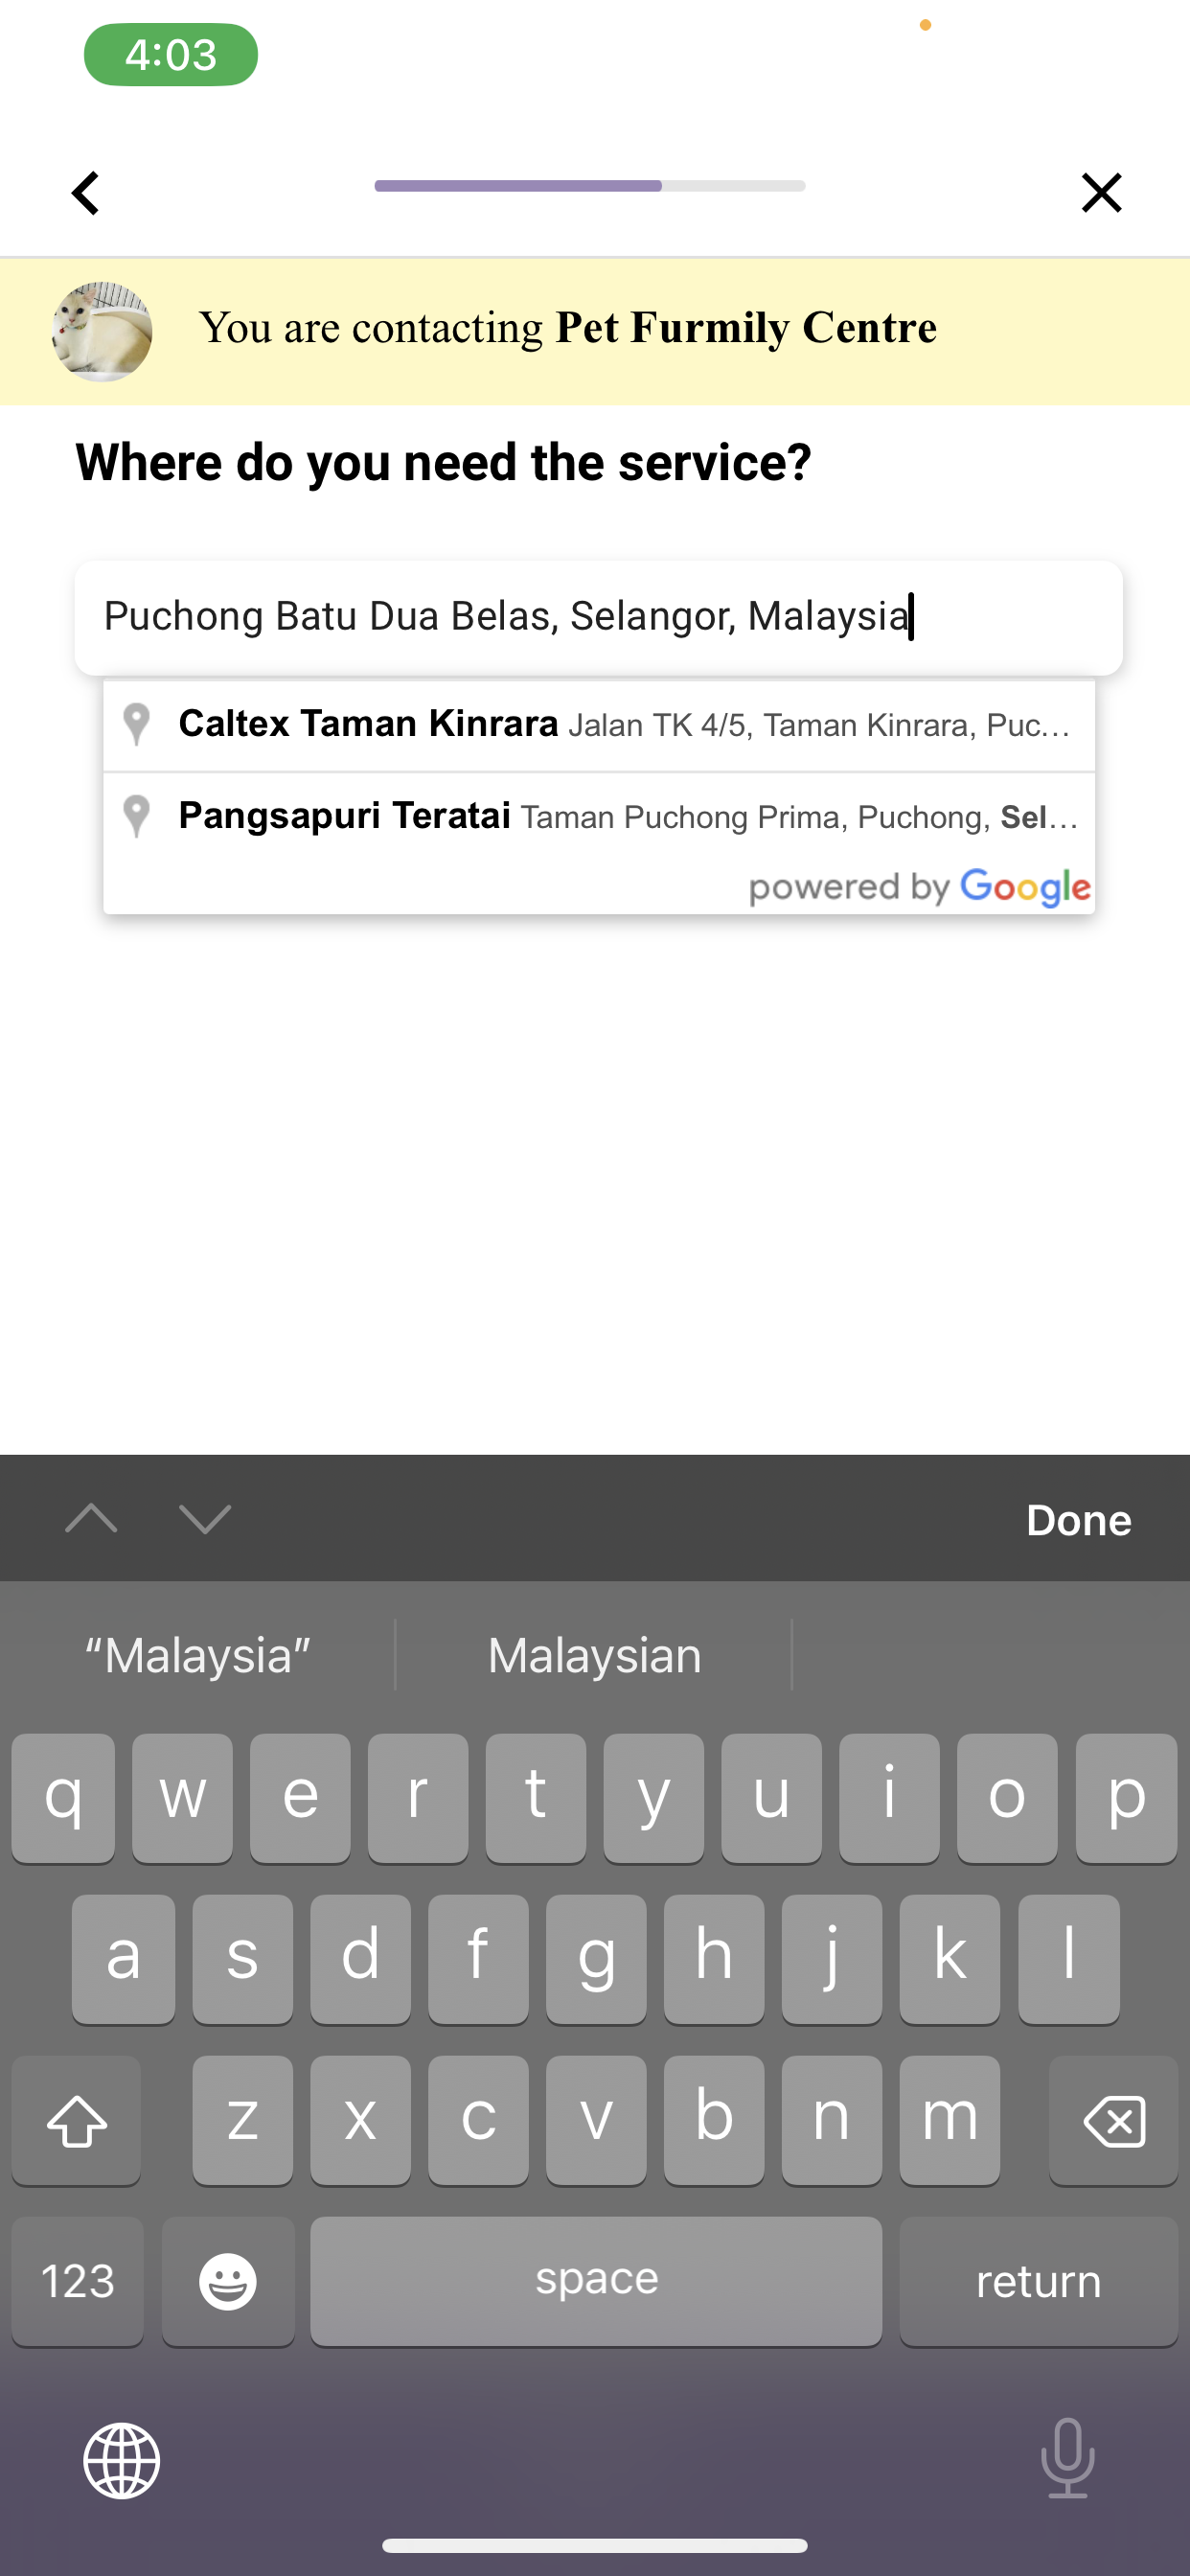 4:03
You are contacting Pet Furmily Centre
Where do you need the service?
Puchong Batu Dua Belas, Selangor, Malaysia
Caltex Taman Kinrara Jalan TK 4/5, Taman Kinrara, Puc...
Pangsapuri Teratai Taman Puchong Prima, Puchong, Sel...
powered by Google
Done
“Malaysia” Malaysian
q w e r t y u i o p
a s d f g h j k l
z x c v b n m
123 space return